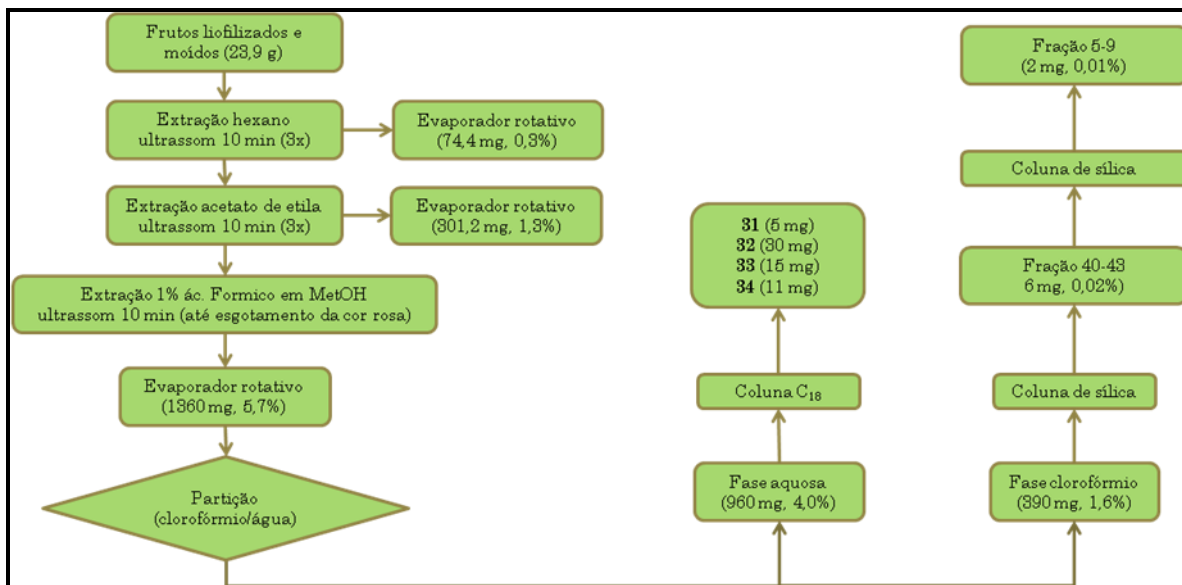 Frutos liofilizados e
moídos (23,9 g)
Extração hexano
ultrassom 10 min (3x)
Evaporador rotativo
(74,4 mg, 0,3%)
Extração acetato de etila
ultrassom 10 min (3x)
Evaporador rotativo
(301,2 mg, 1,3%)
Extração 1% ác. Formico em MetOH
ultrassom 10 min (até esgotamento da cor rosa)
Evaporador rotativo
(1360 mg, 5,7%)
Partição
(clorofórmio/água)
31 (5 mg)
32 (30 mg)
33 (15 mg)
34 (11 mg)
Coluna C18
Fase aquosa
(960 mg, 4,0%)
Fração 5-9
(2 mg, 0,01%)
Coluna de sílica
Fração 40-43
6 mg, 0,02%)
Coluna de sílica
Fase clorofórmio
(390 mg, 1,6%)